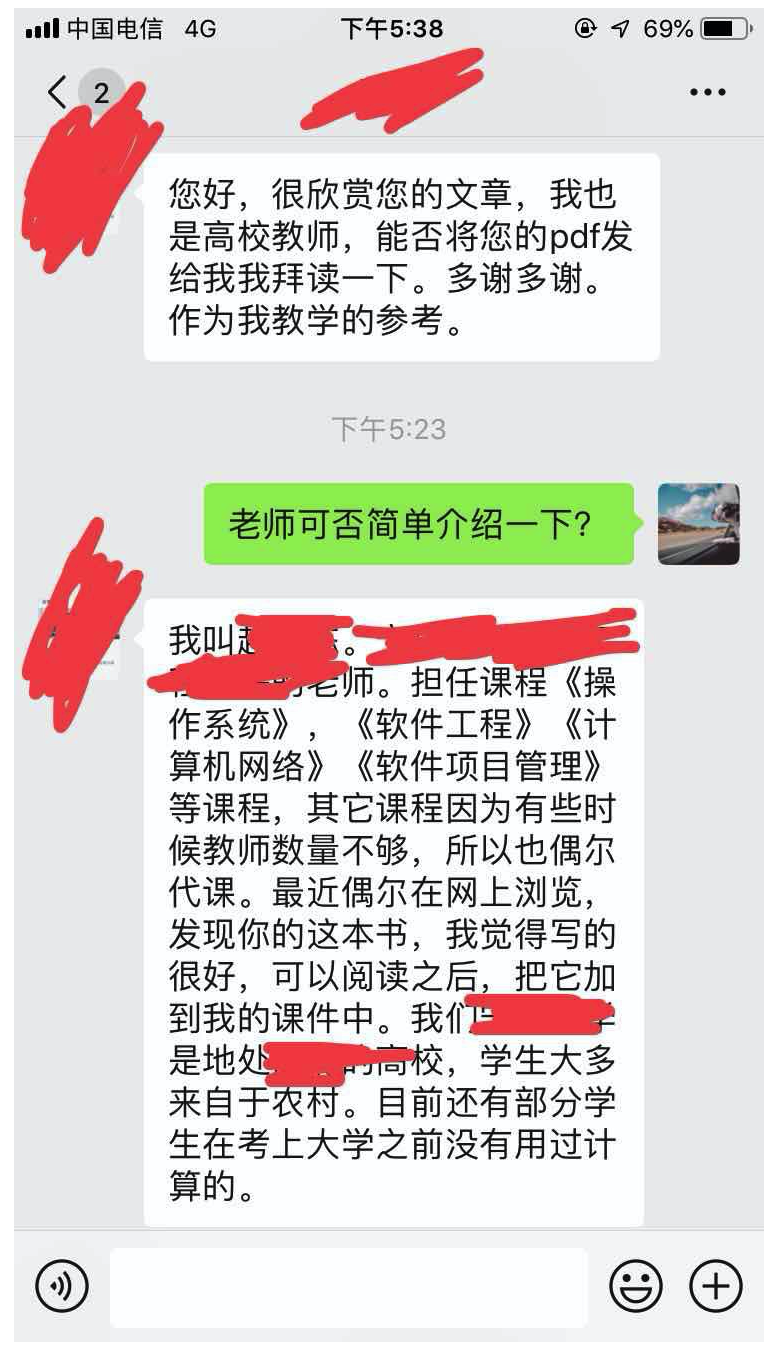 中国电信 4G 下午5:38 69%
2
您好，很欣赏您的文章，我也
是高校教师，能否将您的pdf发
给我我拜读一下。多谢多谢。
作为我教学的参考。
下午5:23
老师可否简单介绍一下?
我叫赵 。
老师。担任课程《操
作系统》，《软件工程》《计
算机网络》《软件项目管理》
等课程，其它课程因为有些时
候教师数量不够，所以也偶尔
代课。最近偶尔在网上浏览，
发现你的这本书，我觉得写的
很好，可以阅读之后，把它加
到我的课件中。我们
是地处 的高校，学生大多
来自于农村。目前还有部分学
生在考上大学之前没有用过计
算的。